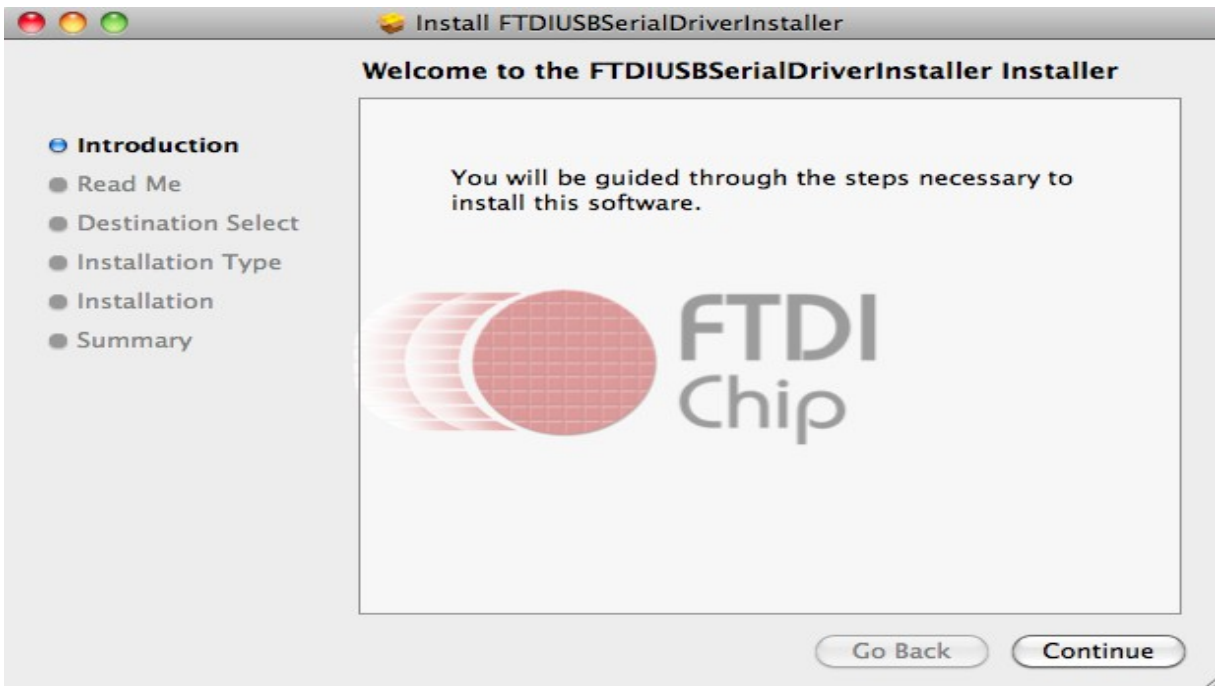 Install FTDIUSBSerialDriverInstaller
Welcome to the FTDIUSBSerialDriverInstaller Installer
Introduction
Read Me
Destination Select
Installation Type
Installation
Summary
You will be guided through the steps necessary to
install this software.
FTDI
Chip
Go Back
Continue